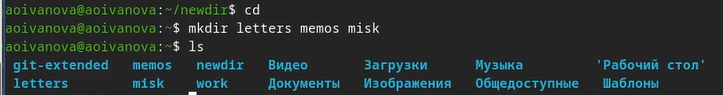 aoivanova@aoivanova:~/newdir$ cd
aoivanova@aoivanova:~$ mkdir letters memos misk
aoivanova@aoivanova:~$ ls
git-extended memos newdir Видео Загрузки Музыка 'Рабочий стол'
letters misk work Документы Изображения Общедоступные Шаблоны